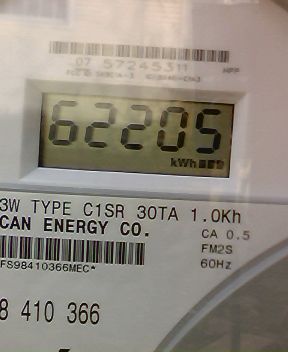 07 57245311
62205
kWh
3W TYPE C1SR 30TA 1.0Kh
CAN ENERGY CO.
CA 0.5
FM2S
60Hz
FS98410366MEC*
8 410 366